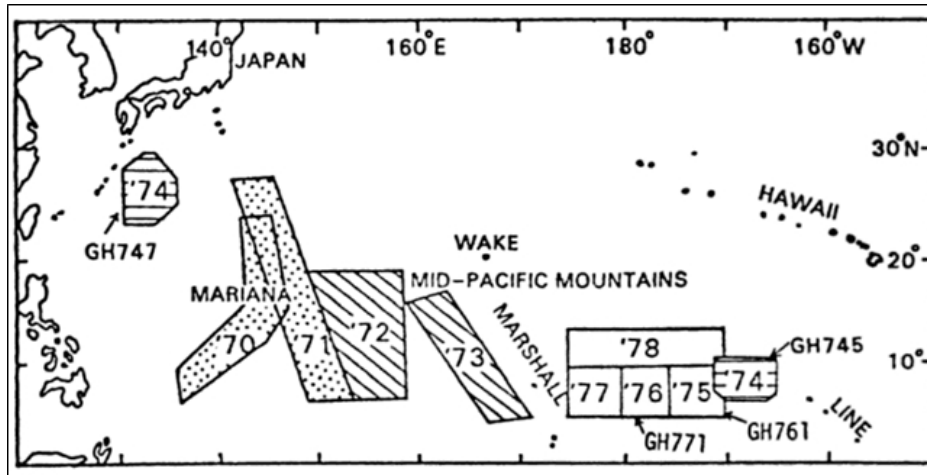 140°
160°E
180°
160°W
JAPAN
30°N
'74
HAWAII
GH747
WAKE
20°
MID-PACIFIC MOUNTAINS
MARIANA
'70
'71
'72
'73
MARSHALL
'78
GH745
10°
'77
'76
'75
'74
LINE
GH771
GH761